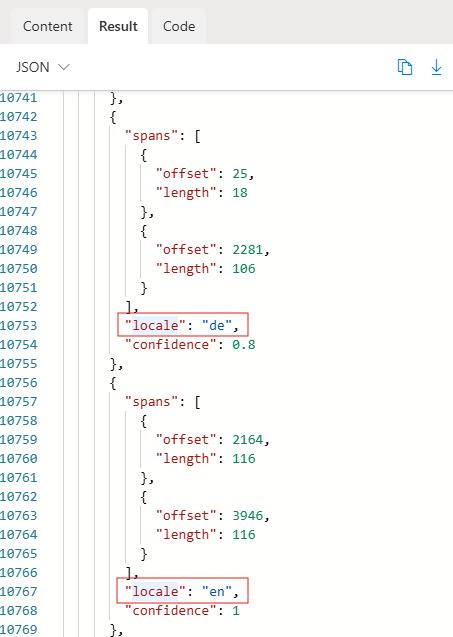 Content Result Code
JSON
10741 },
10742 {
10743 "spans": [
10744 {
10745 "offset": 25,
10746 "length": 18
10747 },
10748 {
10749 "offset": 2281,
10750 "length": 106
10751 }
10752 ],
10753 "locale": "de",
10754 "confidence": 0.8
10755 },
10756 {
10757 "spans": [
10758 {
10759 "offset": 2164,
10760 "length": 116
10761 },
10762 {
10763 "offset": 3946,
10764 "length": 116
10765 }
10766 ],
10767 "locale": "en",
10768 "confidence": 1
10769 },